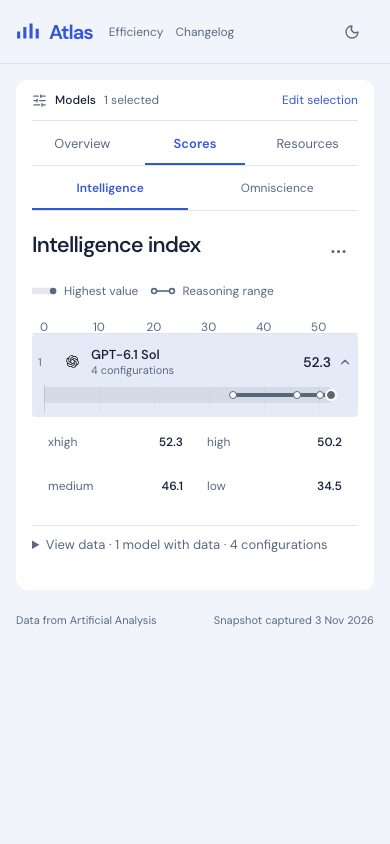 Atlas Efficiency Changelog
Models 1 selected Edit selection
Overview Scores Resources
Intelligence Omniscience
Intelligence index ...
Highest value Reasoning range
0 10 20 30 40 50
1 GPT-6.1 Sol 52.3
4 configurations
xhigh 52.3 high 50.2
medium 46.1 low 34.5
View data · 1 model with data · 4 configurations
Data from Artificial Analysis Snapshot captured 3 Nov 2026